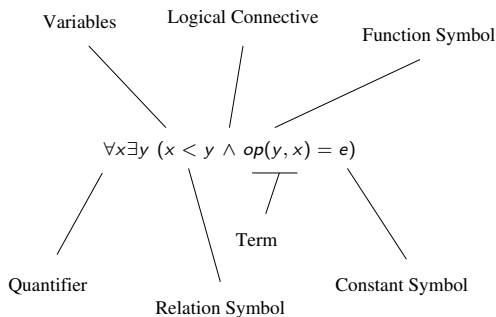 Variables
Logical Connective
Function Symbol
∀x∃y (x < y ∧ op(y, x) = e)
Term
Quantifier
Constant Symbol
Relation Symbol